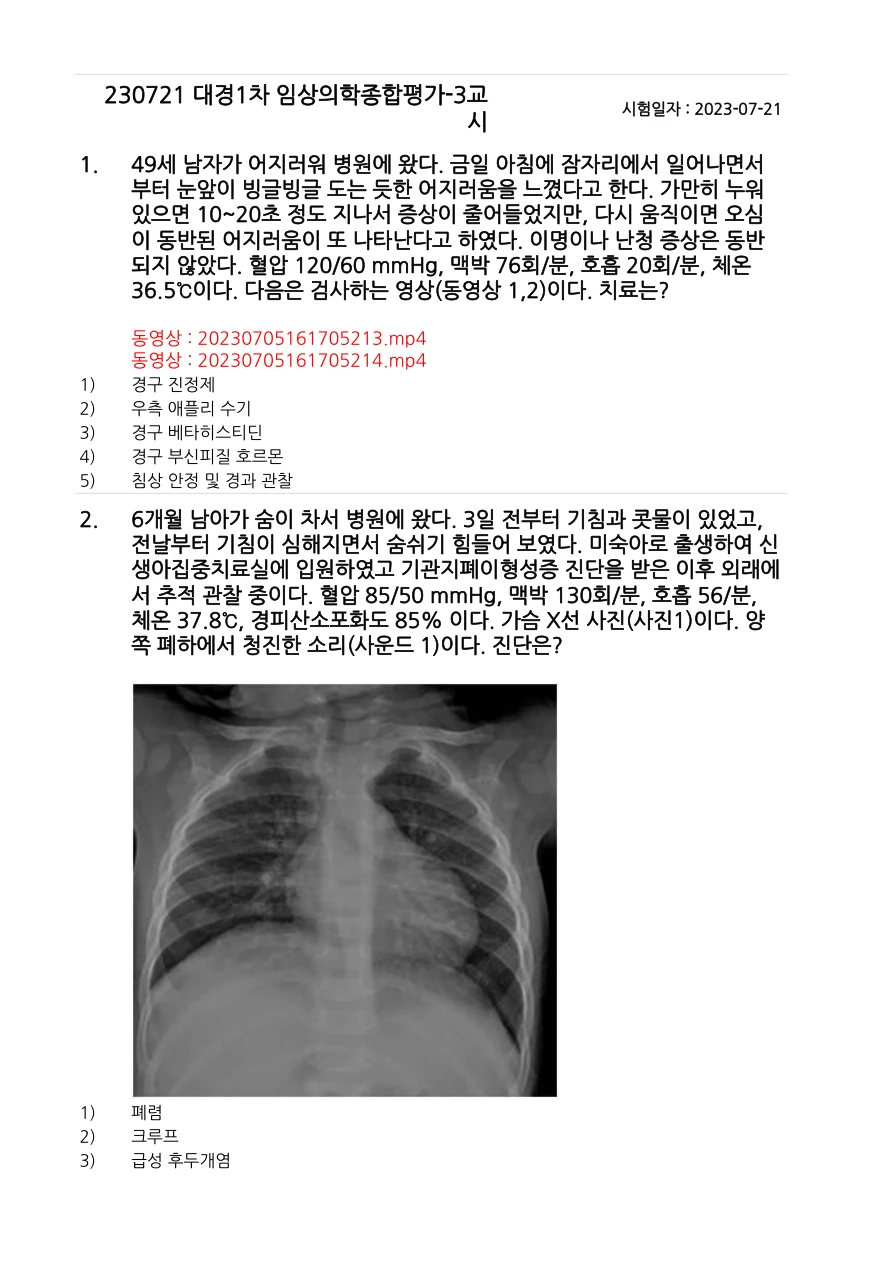 230721 대경1차 임상의학종합평가-3교
시
시험일자 : 2023-07-21
1. 49세 남자가 어지러워 병원에 왔다. 금일 아침에 잠자리에서 일어나면서
부터 눈앞이 빙글빙글 도는 듯한 어지러움을 느꼈다고 한다. 가만히 누워
있으면 10~20초 정도 지나서 증상이 줄어들었지만, 다시 움직이면 오심
이 동반된 어지러움이 또 나타난다고 하였다. 이명이나 난청 증상은 동반
되지 않았다. 혈압 120/60 mmHg, 맥박 76회/분, 호흡 20회/분, 체온
36.5℃이다. 다음은 검사하는 영상(동영상 1,2)이다. 치료는?
동영상 : 20230705161705213.mp4
동영상 : 20230705161705214.mp4
1) 경구 진정제
2) 우측 애플리 수기
3) 경구 베타히스티딘
4) 경구 부신피질 호르몬
5) 침상 안정 및 경과 관찰
2. 6개월 남아가 숨이 차서 병원에 왔다. 3일 전부터 기침과 콧물이 있었고,
전날부터 기침이 심해지면서 숨쉬기 힘들어 보였다. 미숙아로 출생하여 신
생아집중치료실에 입원하였고 기관지폐이형성증 진단을 받은 이후 외래에
서 추적 관찰 중이다. 혈압 85/50 mmHg, 맥박 130회/분, 호흡 56/분,
체온 37.8℃, 경피산소포화도 85% 이다. 가슴 X선 사진(사진1)이다. 양
쪽 폐하에서 청진한 소리(사운드 1)이다. 진단은?
1) 폐렴
2) 크루프
3) 급성 후두개염